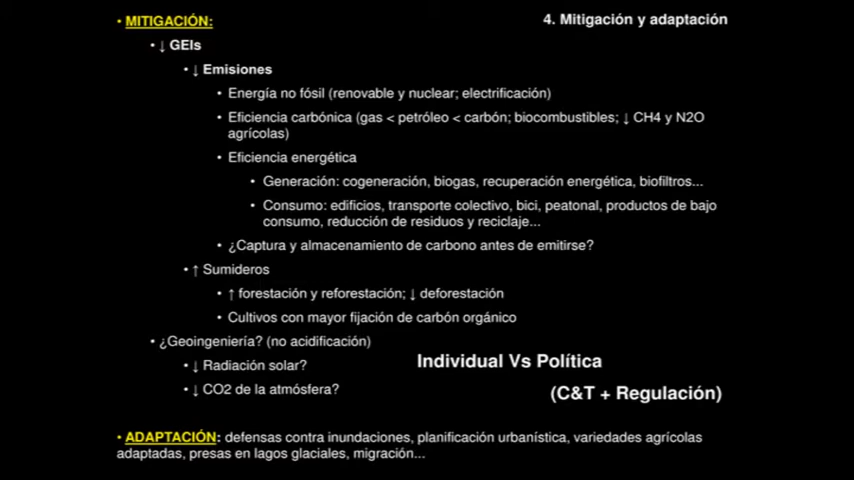 4. Mitigación y adaptación
• MITIGACIÓN:
• ↓ GEIs
• ↓ Emisiones
• Energía no fósil (renovable y nuclear; electrificación)
• Eficiencia carbónica (gas < petróleo < carbón; biocombustibles; ↓ CH4 y N2O
agrícolas)
• Eficiencia energética
• Generación: cogeneración, biogas, recuperación energética, biofiltros...
• Consumo: edificios, transporte colectivo, bici, peatonal, productos de bajo
consumo, reducción de residuos y reciclaje...
• ¿Captura y almacenamiento de carbono antes de emitirse?
• ↑ Sumideros
• ↑ forestación y reforestación; ↓ deforestación
• Cultivos con mayor fijación de carbón orgánico
• ¿Geoingeniería? (no acidificación)
• ↓ Radiación solar?
• ↓ CO2 de la atmósfera?
Individual Vs Política
(C&T + Regulación)
• ADAPTACIÓN: defensas contra inundaciones, planificación urbanística, variedades agrícolas
adaptadas, presas en lagos glaciales, migración...